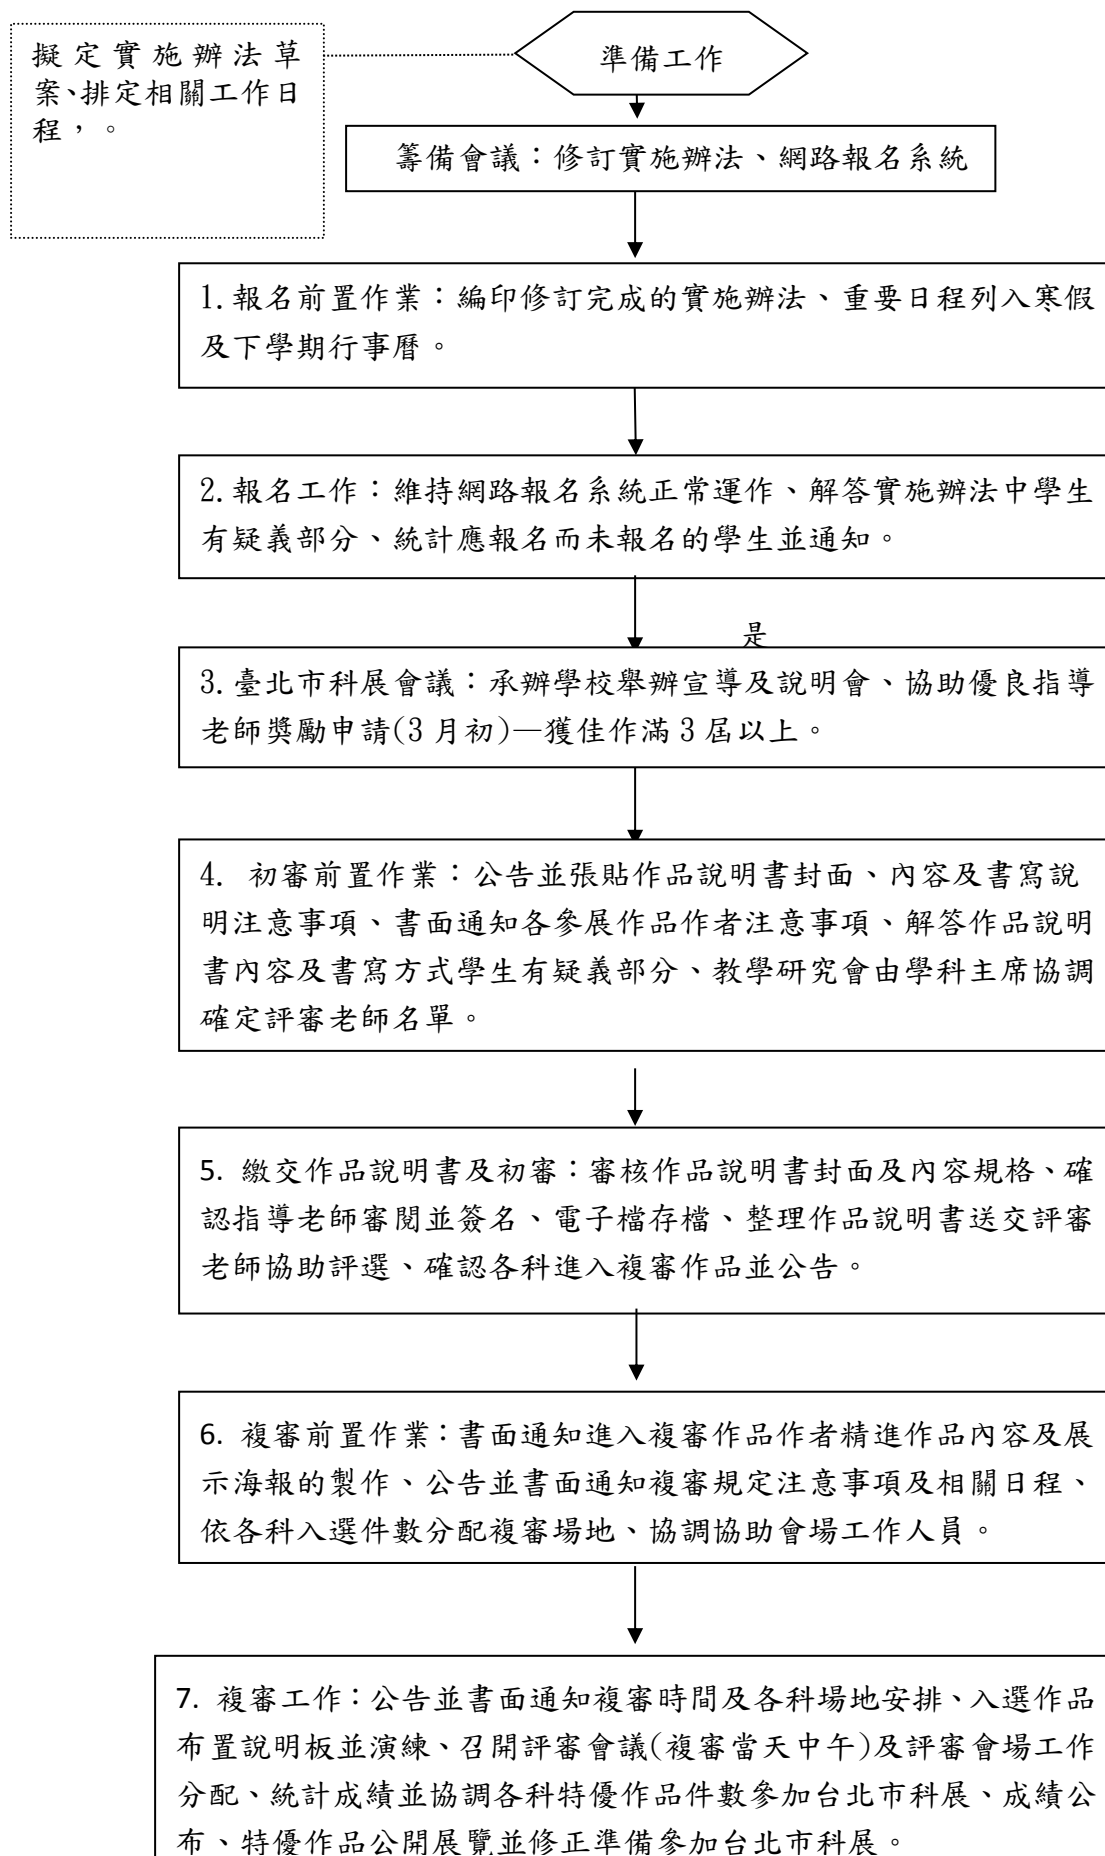 擬定實施辦法草
案、排定相關工作日
程，。
準備工作
籌備會議：修訂實施辦法、網路報名系統
1.報名前置作業：編印修訂完成的實施辦法、重要日程列入寒假
及下學期行事曆。
2.報名工作：維持網路報名系統正常運作、解答實施辦法中學生
有疑義部分、統計應報名而未報名的學生並通知。
是
3.臺北市科展會議：承辦學校舉辦宣導及說明會、協助優良指導
老師獎勵申請(3月初)—獲佳作滿3屆以上。
4. 初審前置作業：公告並張貼作品說明書封面、內容及書寫說
明注意事項、書面通知各參展作品作者注意事項、解答作品說明
書內容及書寫方式學生有疑義部分、教學研究會由學科主席協調
確定評審老師名單。
5. 繳交作品說明書及初審：審核作品說明書封面及內容規格、確
認指導老師審閱並簽名、電子檔存檔、整理作品說明書送交評審
老師協助評選、確認各科進入複審作品並公告。
6. 複審前置作業：書面通知進入複審作品作者精進作品內容及展
示海報的製作、公告並書面通知複審規定注意事項及相關日程、
依各科入選件數分配複審場地、協調協助會場工作人員。
7. 複審工作：公告並書面通知複審時間及各科場地安排、入選作品
布置說明板並演練、召開評審會議(複審當天中午)及評審會場工作
分配、統計成績並協調各科特優作品件數參加台北市科展、成績公
布、特優作品公開展覽並修正準備參加台北市科展。